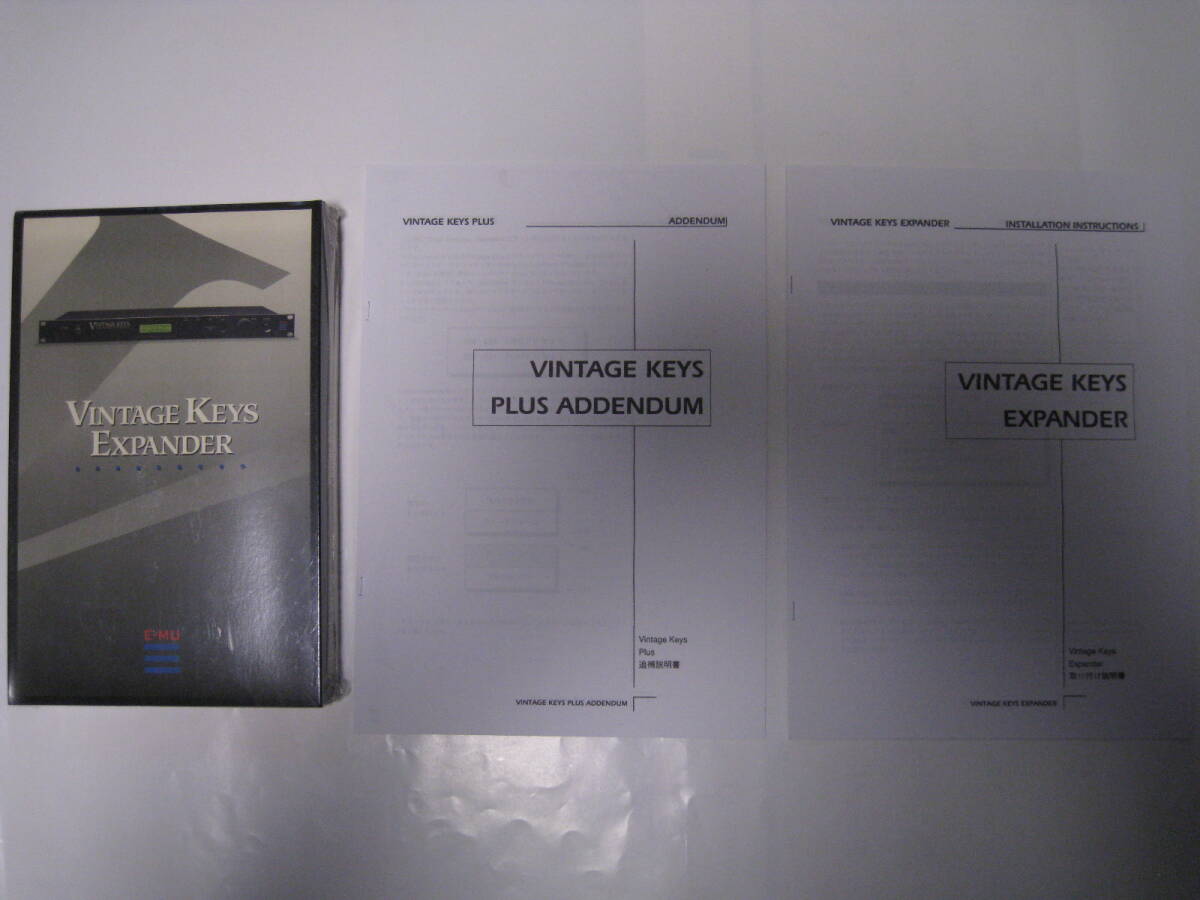 VINTAGE KEYS
VINTAGE KEYS
EXPANDER
E-MU
VINTAGE KEYS PLUS
ADDENDUM
VINTAGE KEYS
PLUS ADDENDUM
Vintage Keys
Plus
追補説明書
VINTAGE KEYS PLUS ADDENDUM
VINTAGE KEYS EXPANDER
INSTALLATION INSTRUCTIONS
VINTAGE KEYS
EXPANDER
Vintage Keys
Expander
取り付け説明書
VINTAGE KEYS EXPANDER